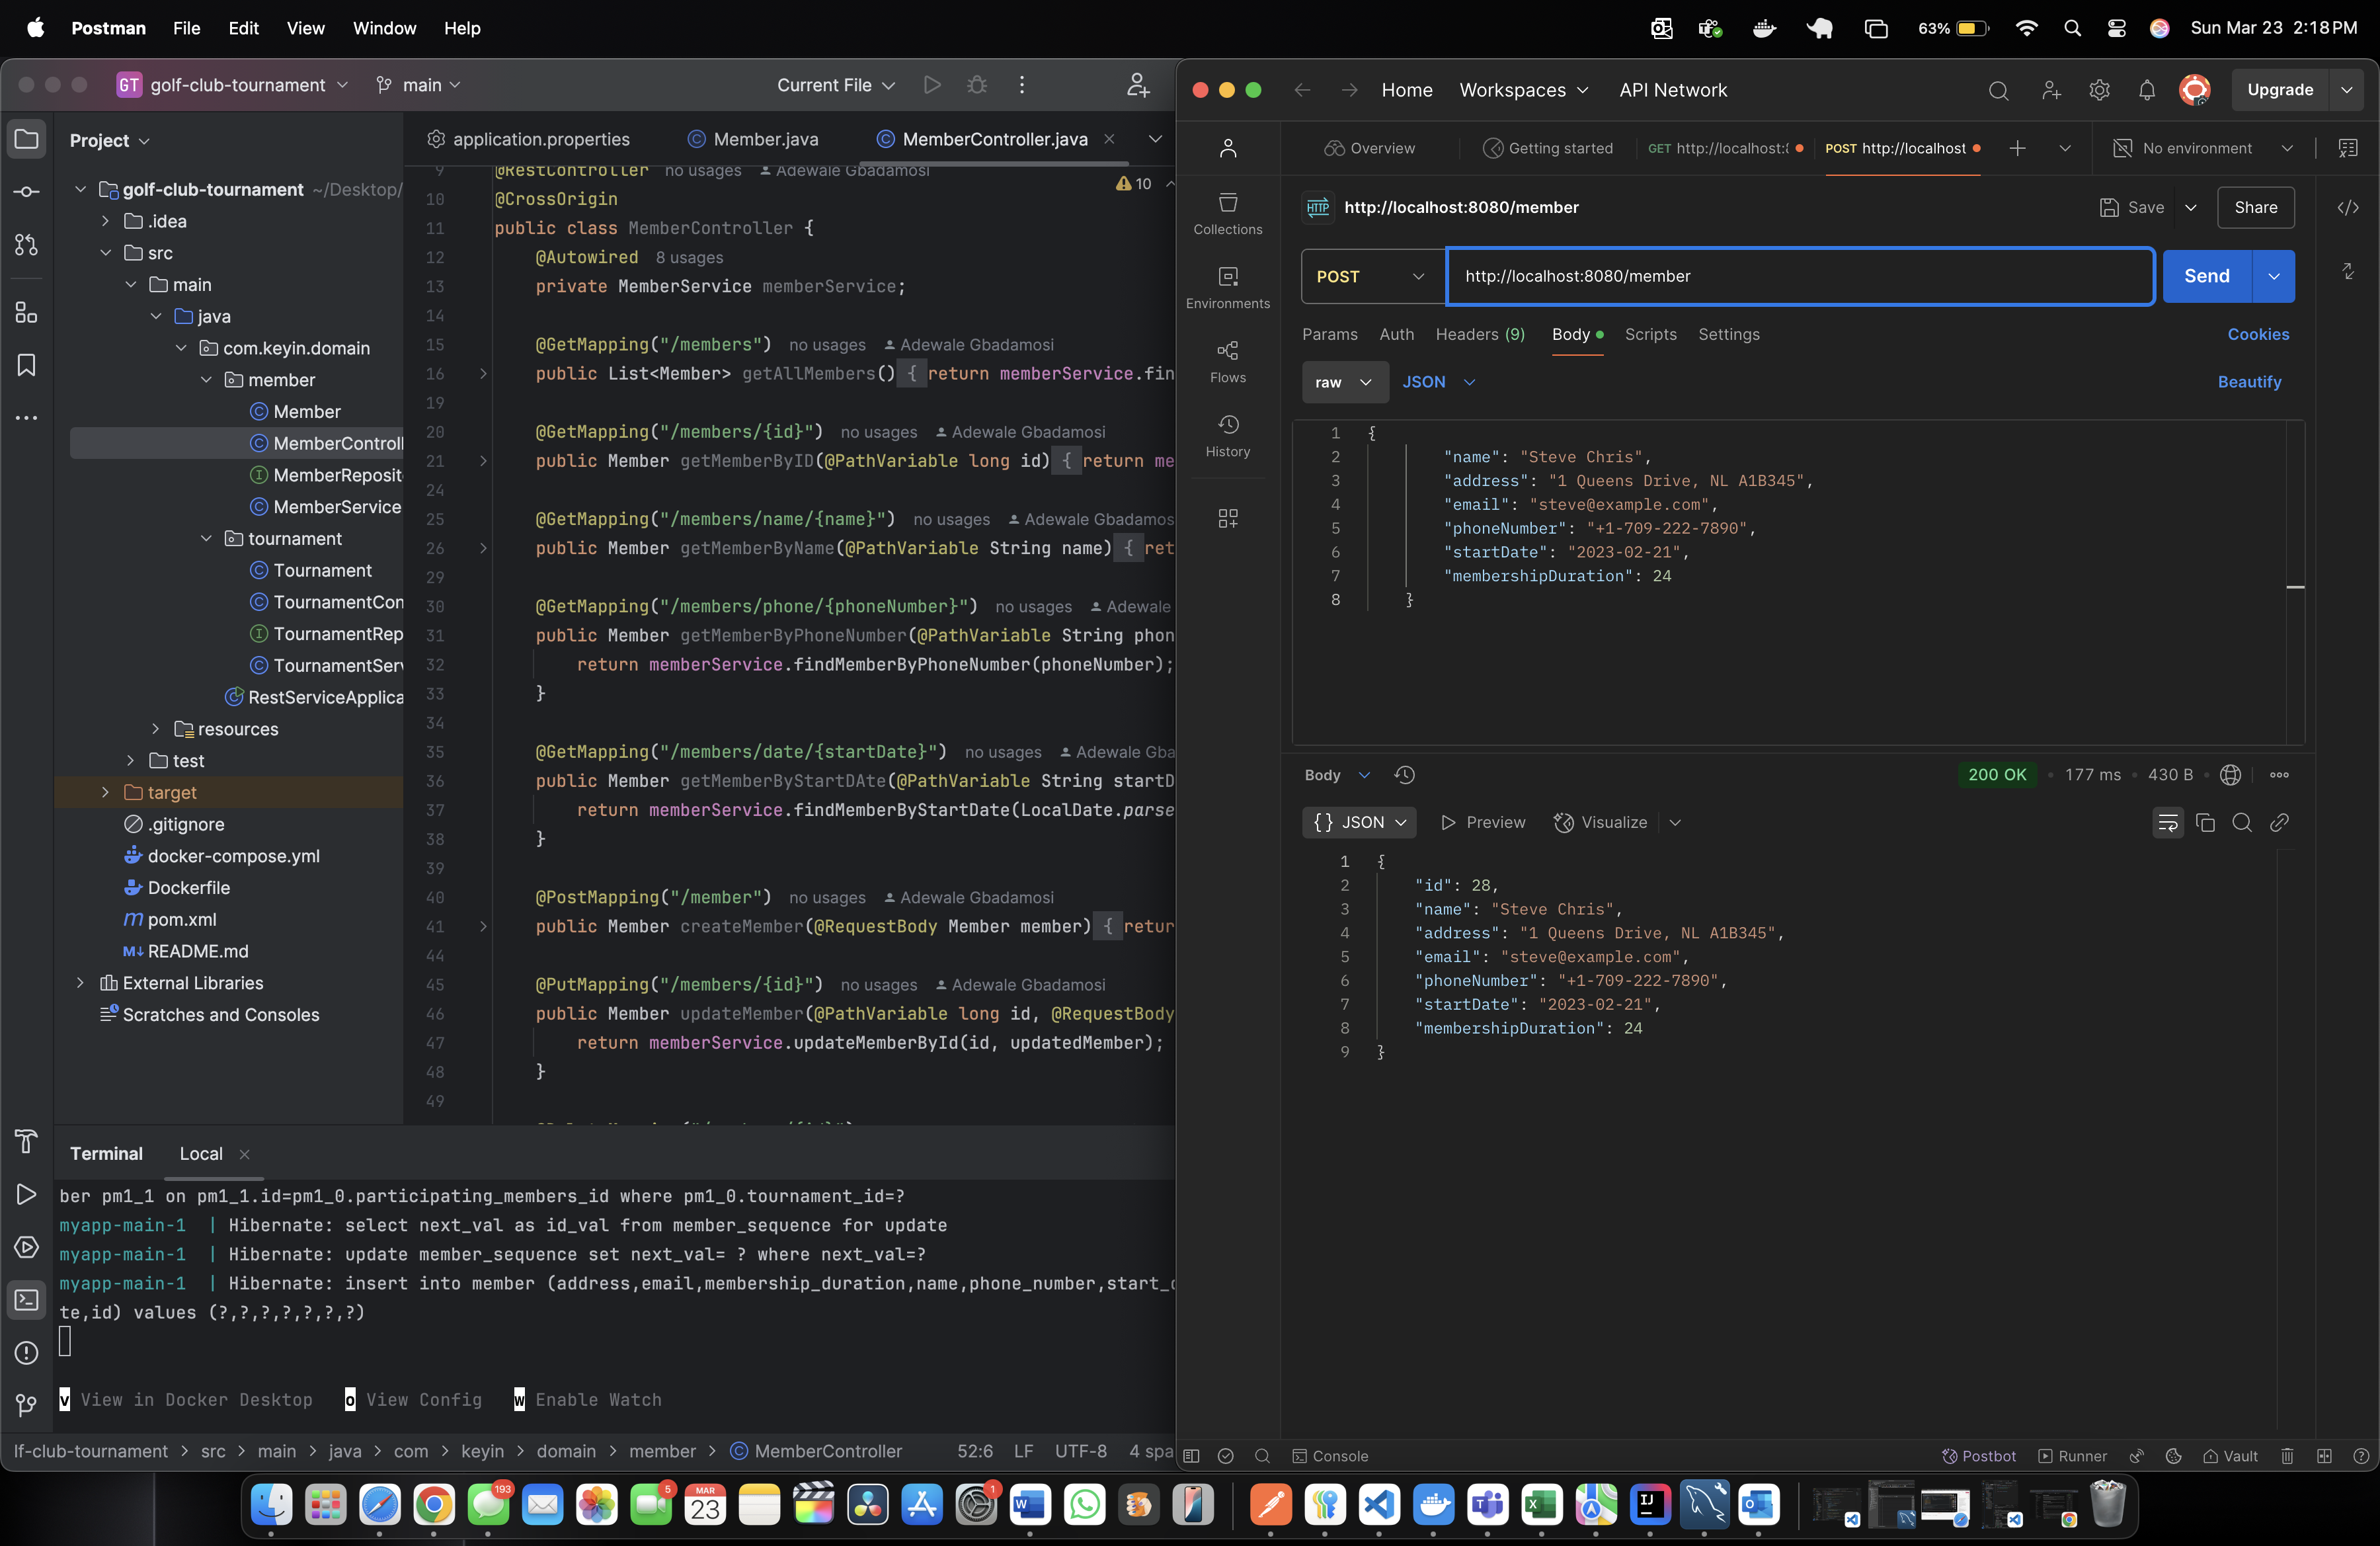 Postman File Edit View Window Help 63% Sun Mar 23 2:18 PM
GT golf-club-tournament main Current File
Project
golf-club-tournament ~/Desktop/
.idea
src
main
java
com.keyin.domain
member
Member
MemberControll
MemberReposit
MemberService
tournament
Tournament
TournamentCon
TournamentRep
TournamentServ
RestServiceApplica
resources
test
target
.gitignore
docker-compose.yml
Dockerfile
pom.xml
README.md
External Libraries
Scratches and Consoles
application.properties Member.java MemberController.java
9 @RestController no usages Adewale Gbadamosi
10
10 @CrossOrigin
11 public class MemberController {
12 @Autowired 8 usages
13 private MemberService memberService;
14
15 @GetMapping("/members") no usages Adewale Gbadamosi
16 public List<Member> getAllMembers() { return memberService.fin
19
20 @GetMapping("/members/{id}") no usages Adewale Gbadamosi
21 public Member getMemberByID(@PathVariable long id) { return me
24
25 @GetMapping("/members/name/{name}") no usages Adewale Gbadamos
26 public Member getMemberByName(@PathVariable String name) { ret
29
30 @GetMapping("/members/phone/{phoneNumber}") no usages Adewale
31 public Member getMemberByPhoneNumber(@PathVariable String phon
32 return memberService.findMemberByPhoneNumber(phoneNumber);
33 }
34
35 @GetMapping("/members/date/{startDate}") no usages Adewale Gba
36 public Member getMemberByStartDAte(@PathVariable String startD
37 return memberService.findMemberByStartDate(LocalDate.parse
38 }
39
40 @PostMapping("/member") no usages Adewale Gbadamosi
41 public Member createMember(@RequestBody Member member) { retur
44
45 @PutMapping("/members/{id}") no usages Adewale Gbadamosi
46 public Member updateMember(@PathVariable long id, @RequestBody
47 return memberService.updateMemberById(id, updatedMember);
48 }
49
Terminal Local
ber pm1_1 on pm1_1.id=pm1_0.participating_members_id where pm1_0.tournament_id=?
myapp-main-1 | Hibernate: select next_val as id_val from member_sequence for update
myapp-main-1 | Hibernate: update member_sequence set next_val= ? where next_val=?
myapp-main-1 | Hibernate: insert into member (address,email,membership_duration,name,phone_number,start_d
te,id) values (?,?,?,?,?,?,?)
v View in Docker Desktop o View Config w Enable Watch
lf-club-tournament > src > main > java > com > keyin > domain > member > MemberController 52:6 LF UTF-8 4 spa
Home Workspaces API Network Upgrade
Overview Getting started GET http://localhost:8 POST http://localhost No environment
Collections
Environments
Flows
History
HTTP http://localhost:8080/member Save Share
POST http://localhost:8080/member Send
Params Auth Headers (9) Body Scripts Settings Cookies
raw JSON Beautify
1 {
2 "name": "Steve Chris",
3 "address": "1 Queens Drive, NL A1B345",
4 "email": "steve@example.com",
5 "phoneNumber": "+1-709-222-7890",
6 "startDate": "2023-02-21",
7 "membershipDuration": 24
8 }
Body 200 OK 177 ms 430 B
{} JSON Preview Visualize
1 {
2 "id": 28,
3 "name": "Steve Chris",
4 "address": "1 Queens Drive, NL A1B345",
5 "email": "steve@example.com",
6 "phoneNumber": "+1-709-222-7890",
7 "startDate": "2023-02-21",
8 "membershipDuration": 24
9 }
Console Postbot Runner Vault
193 5 MAR 23 1